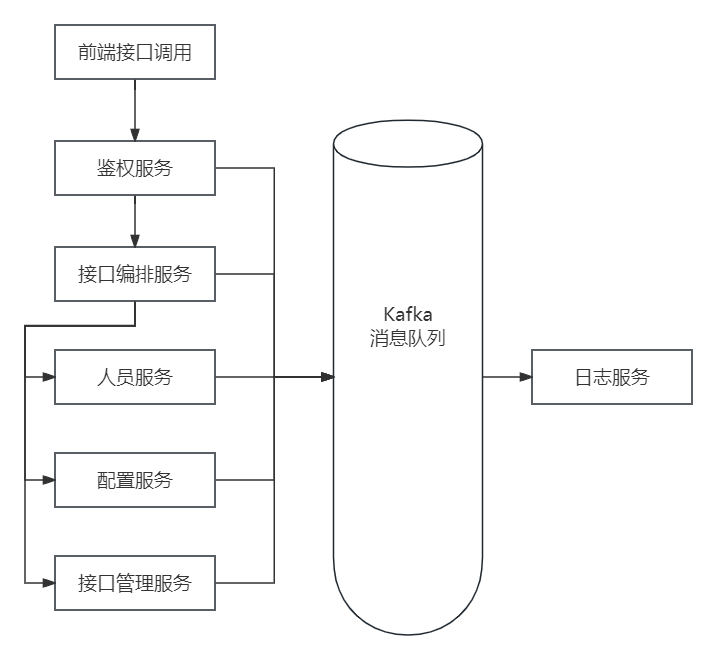 前端接口调用
鉴权服务
接口编排服务
人员服务
配置服务
接口管理服务
Kafka
消息队列
日志服务